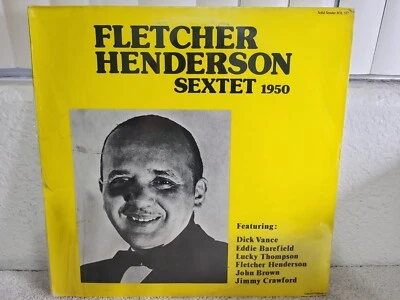 FLETCHER
HENDERSON
SEXTET 1950
Featuring:
Dick Vance
Eddie Barefield
Lucky Thompson
Fletcher Henderson
John Brown
Jimmy Crawford